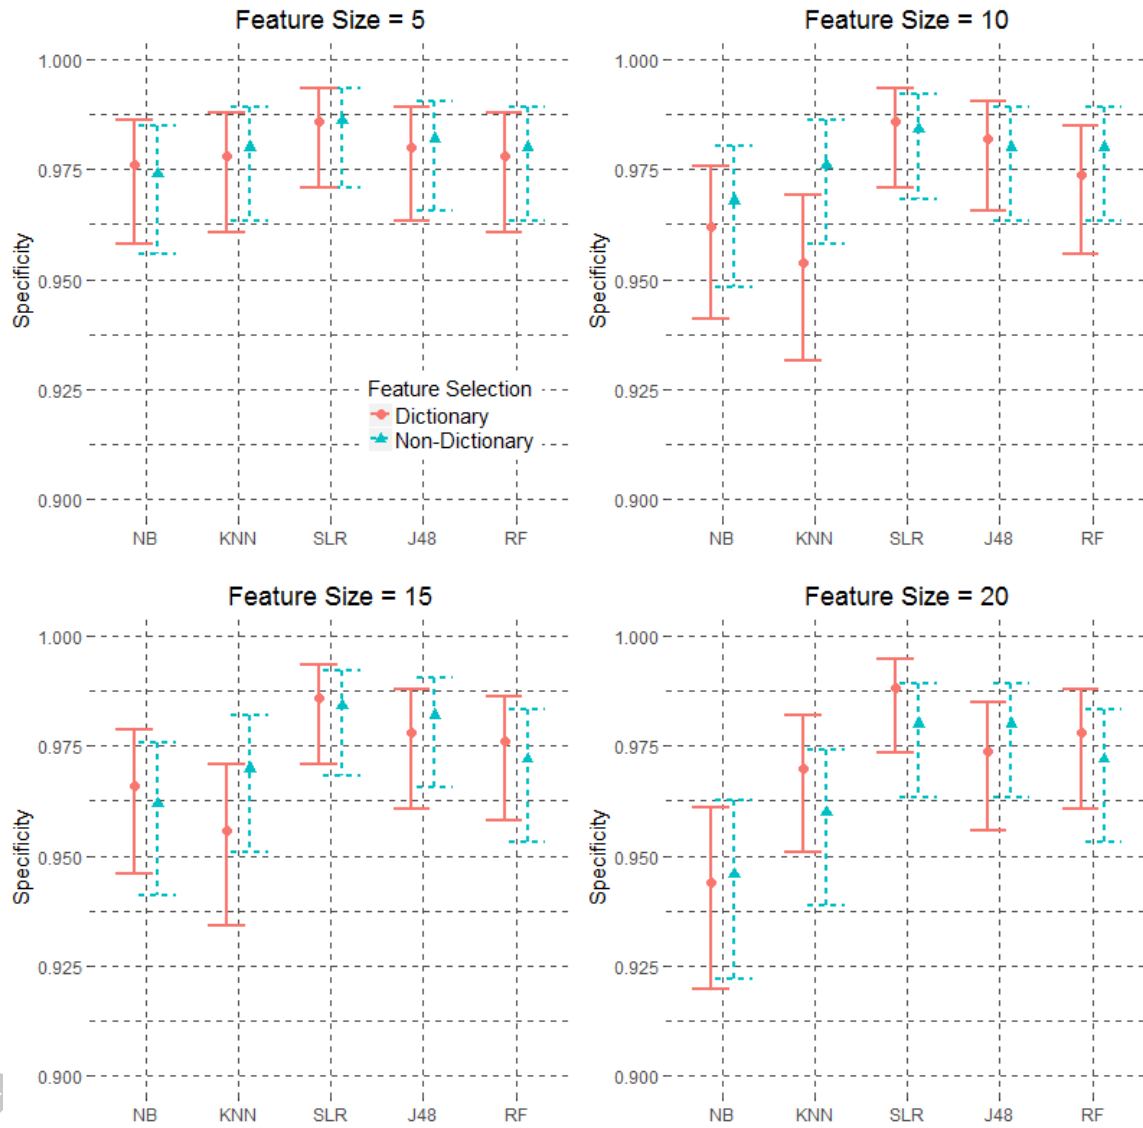 Feature Size = 5
1.000
0.975
0.950
0.925
0.900
Specificity
Feature Selection
Dictionary
Non-Dictionary
NB KNN SLR J48 RF
Feature Size = 10
1.000
0.975
0.950
0.925
0.900
Specificity
NB KNN SLR J48 RF
Feature Size = 15
1.000
0.975
0.950
0.925
0.900
Specificity
NB KNN SLR J48 RF
Feature Size = 20
1.000
0.975
0.950
0.925
0.900
Specificity
NB KNN SLR J48 RF